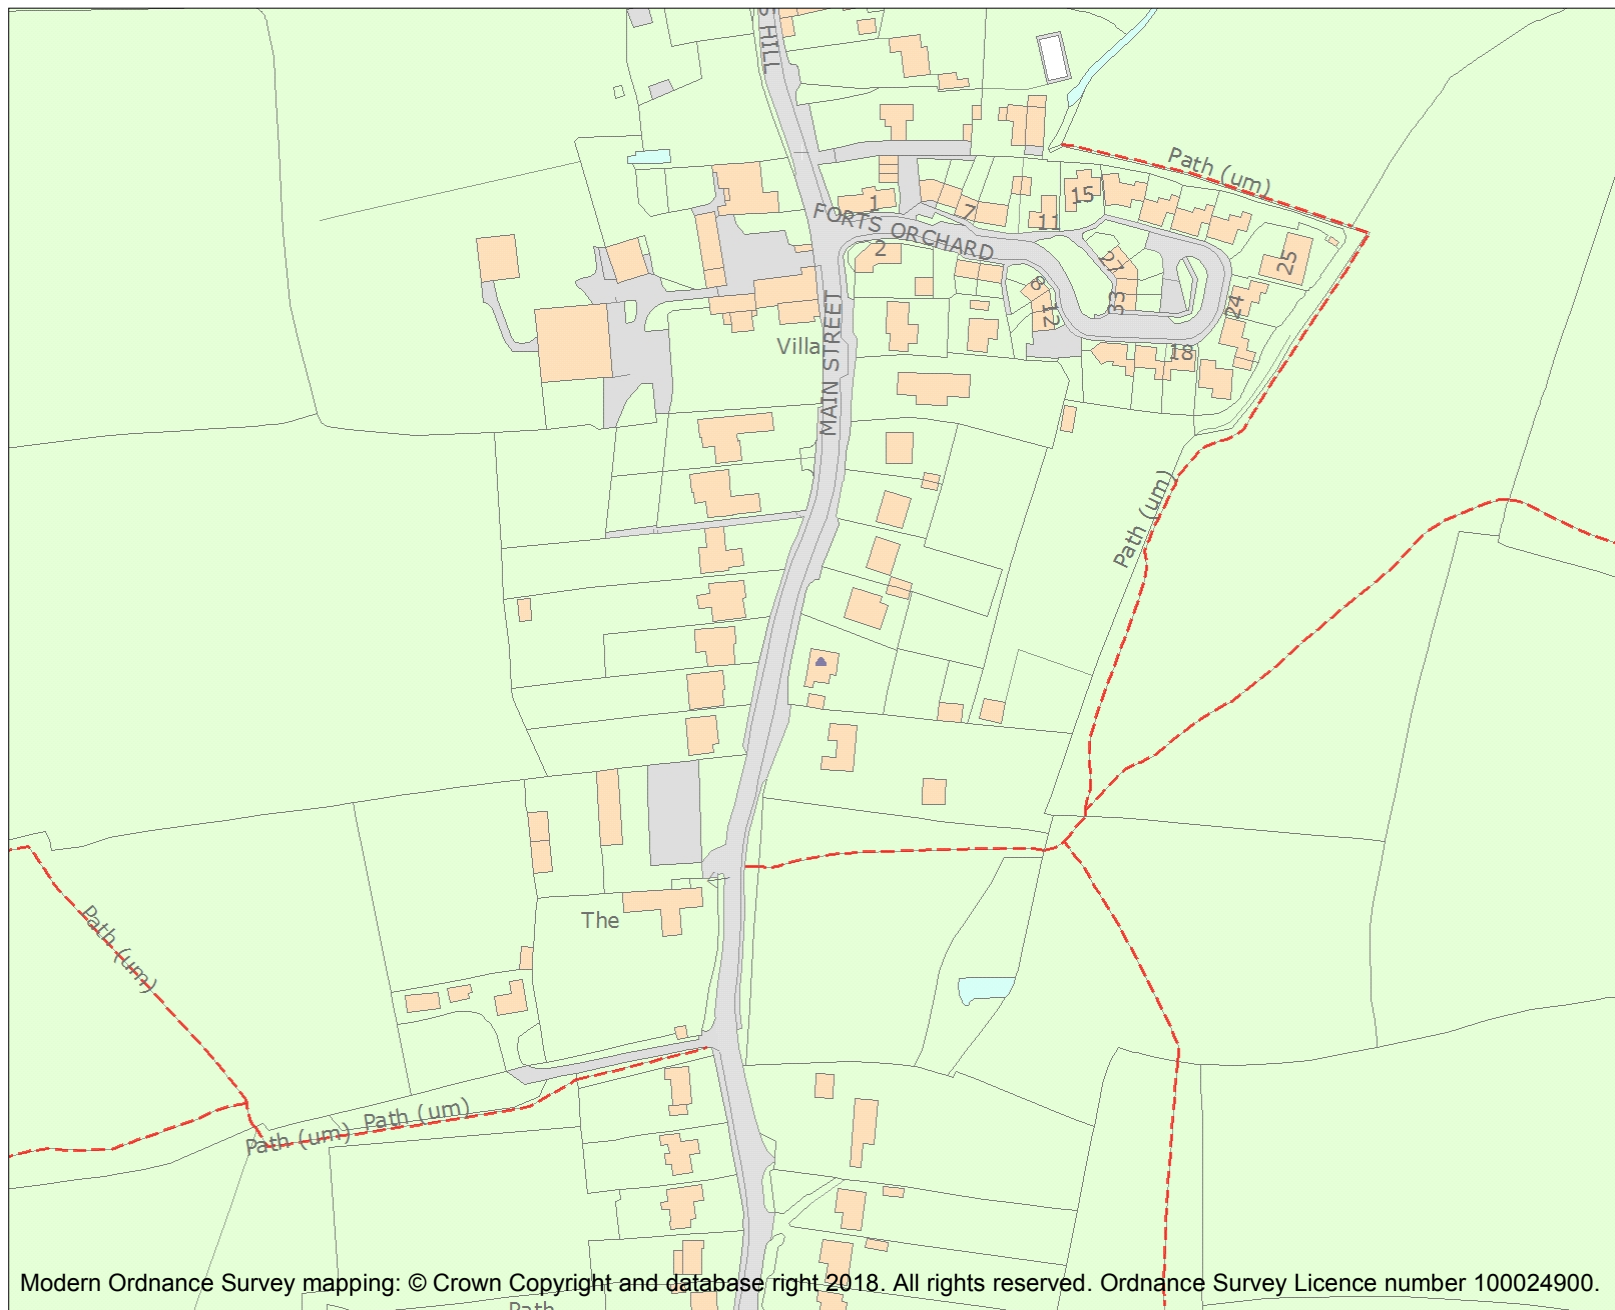 S HILL
Path (um)
15
1
7
11
FORTS ORCHARD
2
27
25
8
12
33
24
18
MAIN STREET
Villa
Path (um)
The
Path (um)
Path (um)
Path (um)
Modern Ordnance Survey mapping: © Crown Copyright and database right 2018. All rights reserved. Ordnance Survey Licence number 100024900.
Path